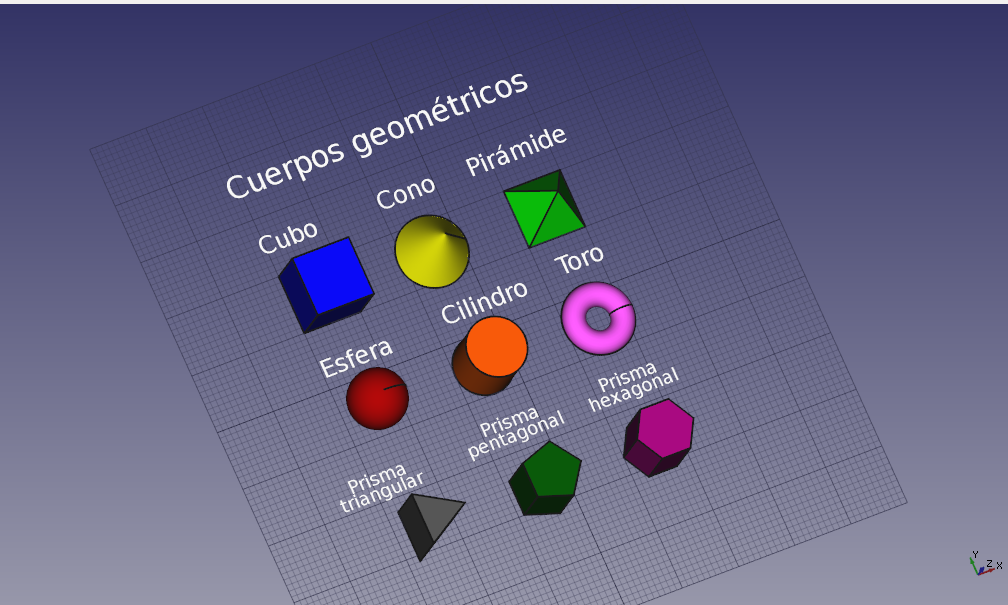 Cuerpos geométricos
Cubo
Cono
Pirámide
Esfera
Cilindro
Toro
Prisma
triangular
Prisma
pentagonal
Prisma
hexagonal
Y
Z
X